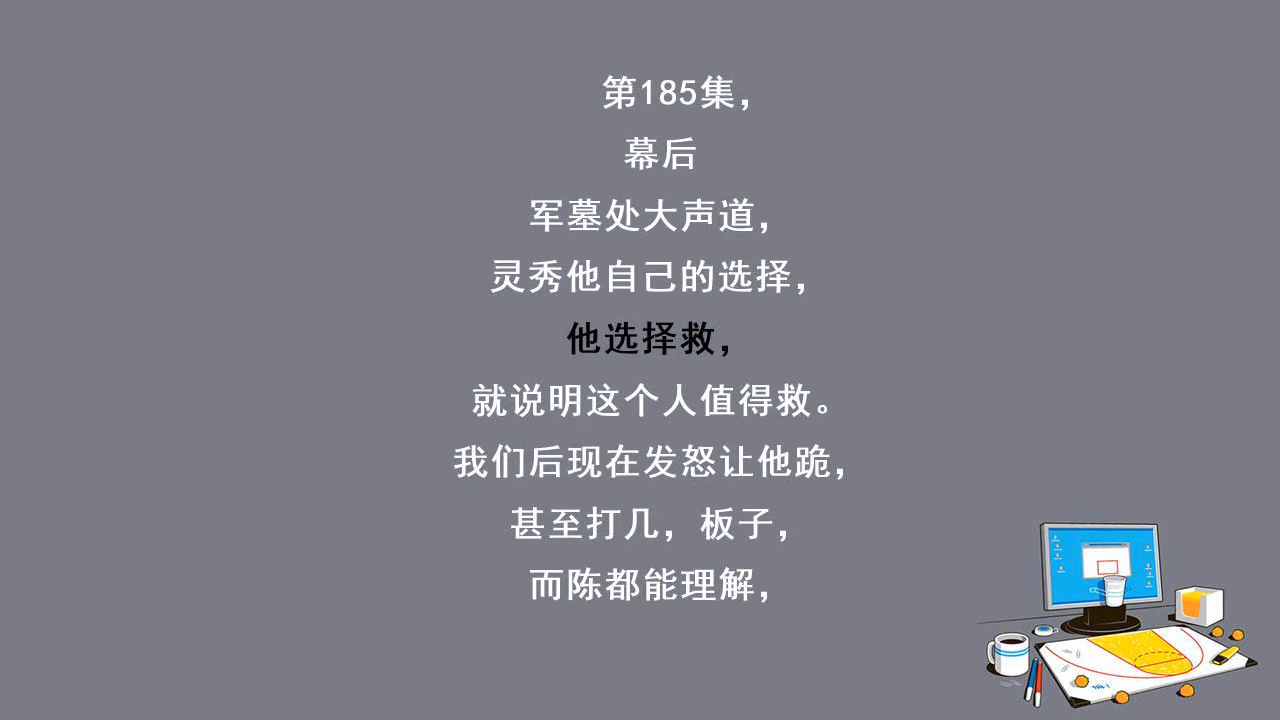 第185集，
幕后
军墓处大声道，
灵秀他自己的选择，
他选择救，
就说明这个人值得救。
我们后现在发怒让他跪，
甚至打几，板子，
而陈都能理解，